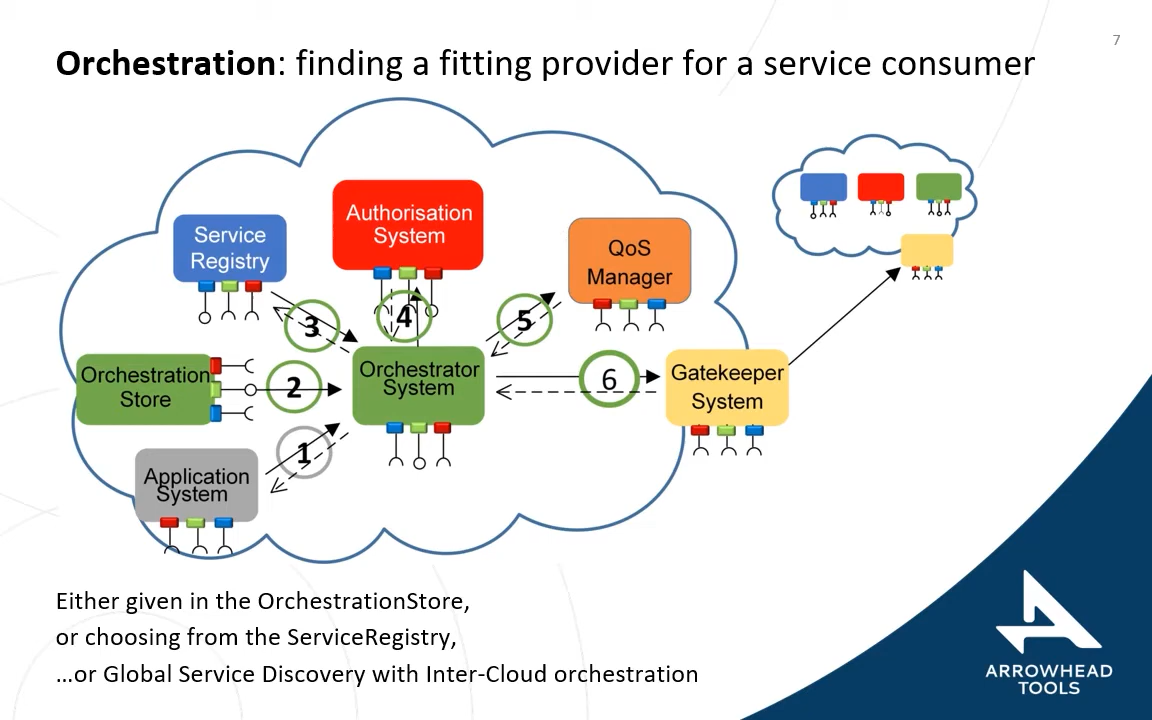 7
Orchestration: finding a fitting provider for a service consumer
Authorisation
System
Service
Registry
QoS
Manager
3
4
5
Orchestration
Store
2
Orchestrator
System
6
Gatekeeper
System
1
Application
System
Either given in the OrchestrationStore,
or choosing from the ServiceRegistry,
…or Global Service Discovery with Inter-Cloud orchestration
ARROWHEAD
TOOLS